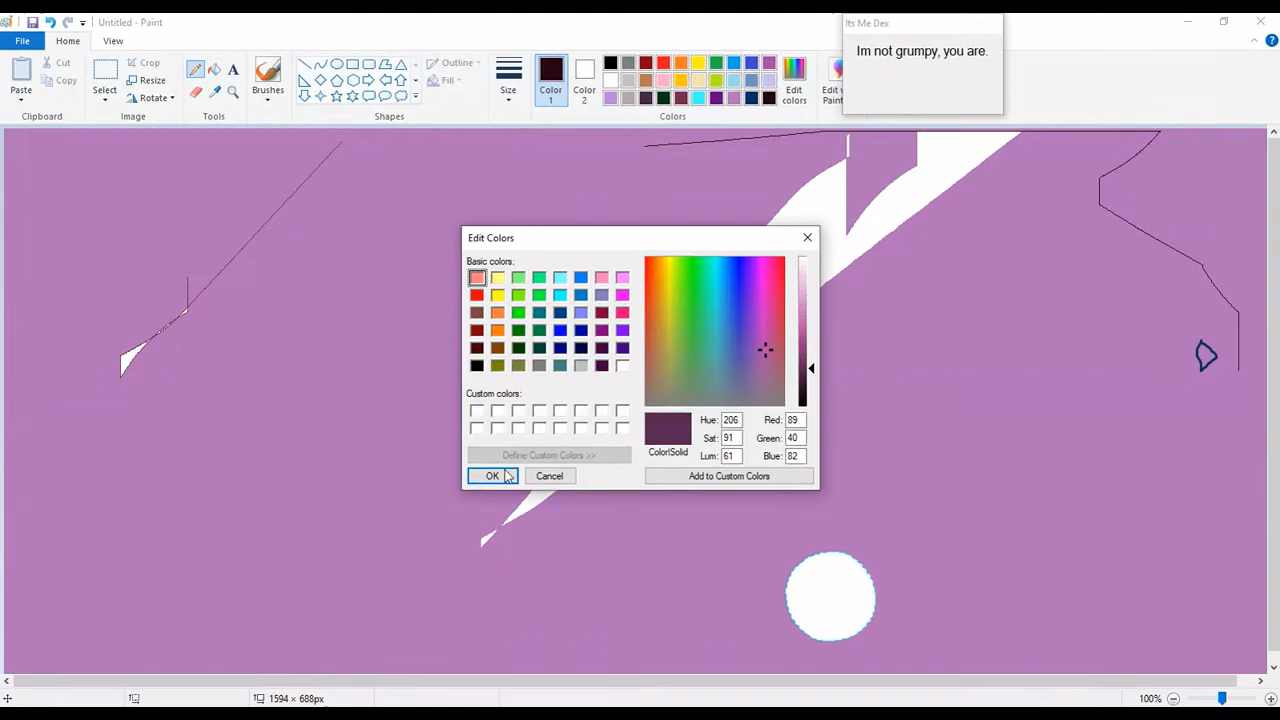 Untitled - Paint
Its Me Dex
Im not grumpy, you are.
File
Home
View
Paste
Cut
Copy
Clipboard
Select
Crop
Resize
Rotate
Image
A
Tools
Brushes
Shapes
Outline
Fill
Size
Color
1
Color
2
Edit
colors
Colors
Edit w
Paint
Edit Colors
Basic colors:
Custom colors:
Define Custom Colors >>
OK
Cancel
Color|Solid
Hue: 206
Sat: 91
Lum: 61
Red: 89
Green: 40
Blue: 82
Add to Custom Colors
1594 × 688px
100%